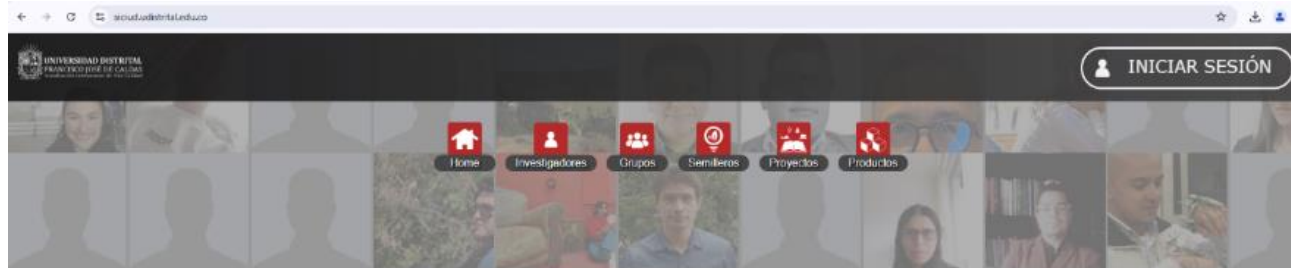 siciud.udistrital.edu.co
UNIVERSIDAD DISTRITAL
FRANCISCO JOSÉ DE CALDAS
INICIAR SESIÓN
Home
Investigadores
Grupos
Semilleros
Proyectos
Productos